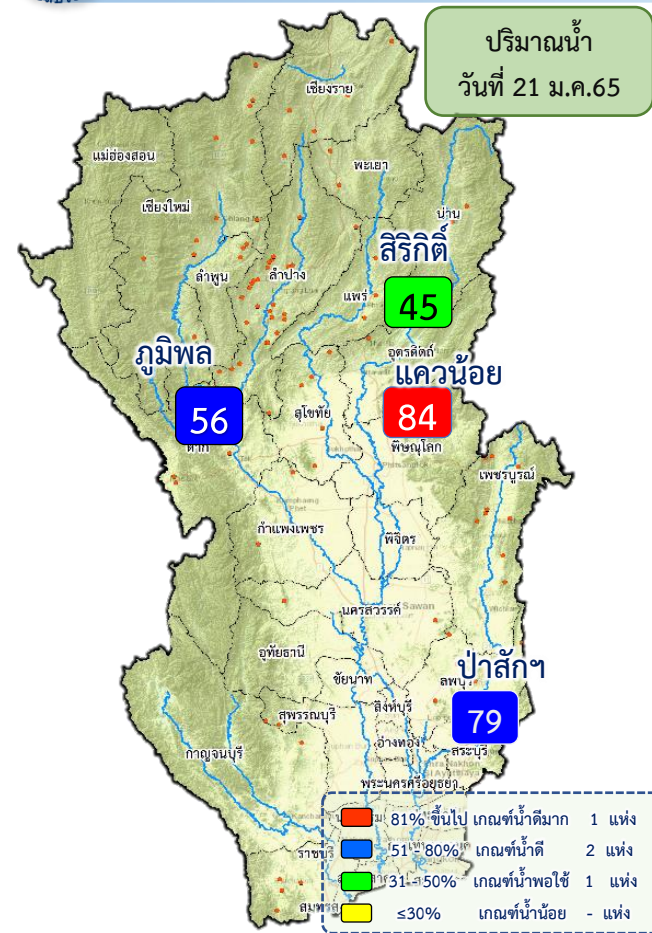 ปริมาณน้ำ
วันที่ 21 ม.ค.65
เชียงราย
แม่ฮ่องสอน
พะเยา
เชียงใหม่
น่าน
สิริกิติ์
ลำพูน
ลำปาง
แพร่
45
ภูมิพล
อุตรดิตถ์
แควน้อย
56
สุโขทัย
84
ตาก
พิษณุโลก
เพชรบูรณ์
กำแพงเพชร
พิจิตร
นครสวรรค์
Sawan
อุทัยธานี
ป่าสักฯ
ชัยนาท
ลพบุรี
สิงห์บุรี
สุพรรณบุรี
79
อ่างทอง
สระบุรี
กาญจนบุรี
พระนครศรีอยุธยา
81% ขึ้นไป เกณฑ์น้ำดีมาก 1 แห่ง
51 - 80% เกณฑ์น้ำดี 2 แห่ง
ราชบุรี
31 - 50% เกณฑ์น้ำพอใช้ 1 แห่ง
≤30% เกณฑ์น้ำน้อย - แห่ง